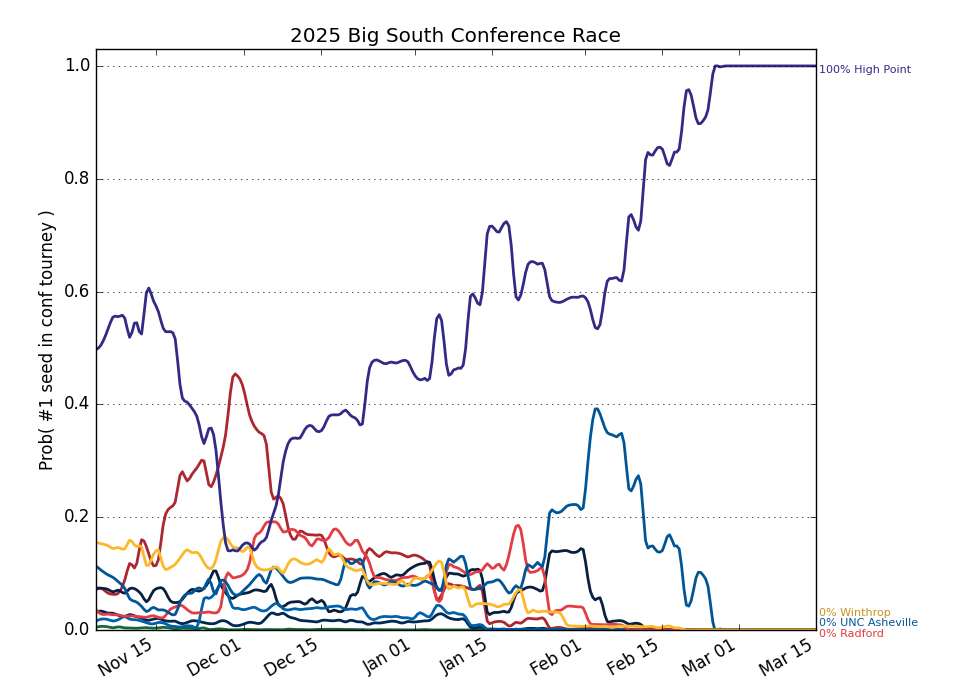 2025 Big South Conference Race
Prob( #1 seed in conf tourney )
1.0
0.8
0.6
0.4
0.2
0.0
100% High Point
0% Winthrop
0% UNC Asheville
0% Radford
Nov 15
Dec 01
Dec 15
Jan 01
Jan 15
Feb 01
Feb 15
Mar 01
Mar 15